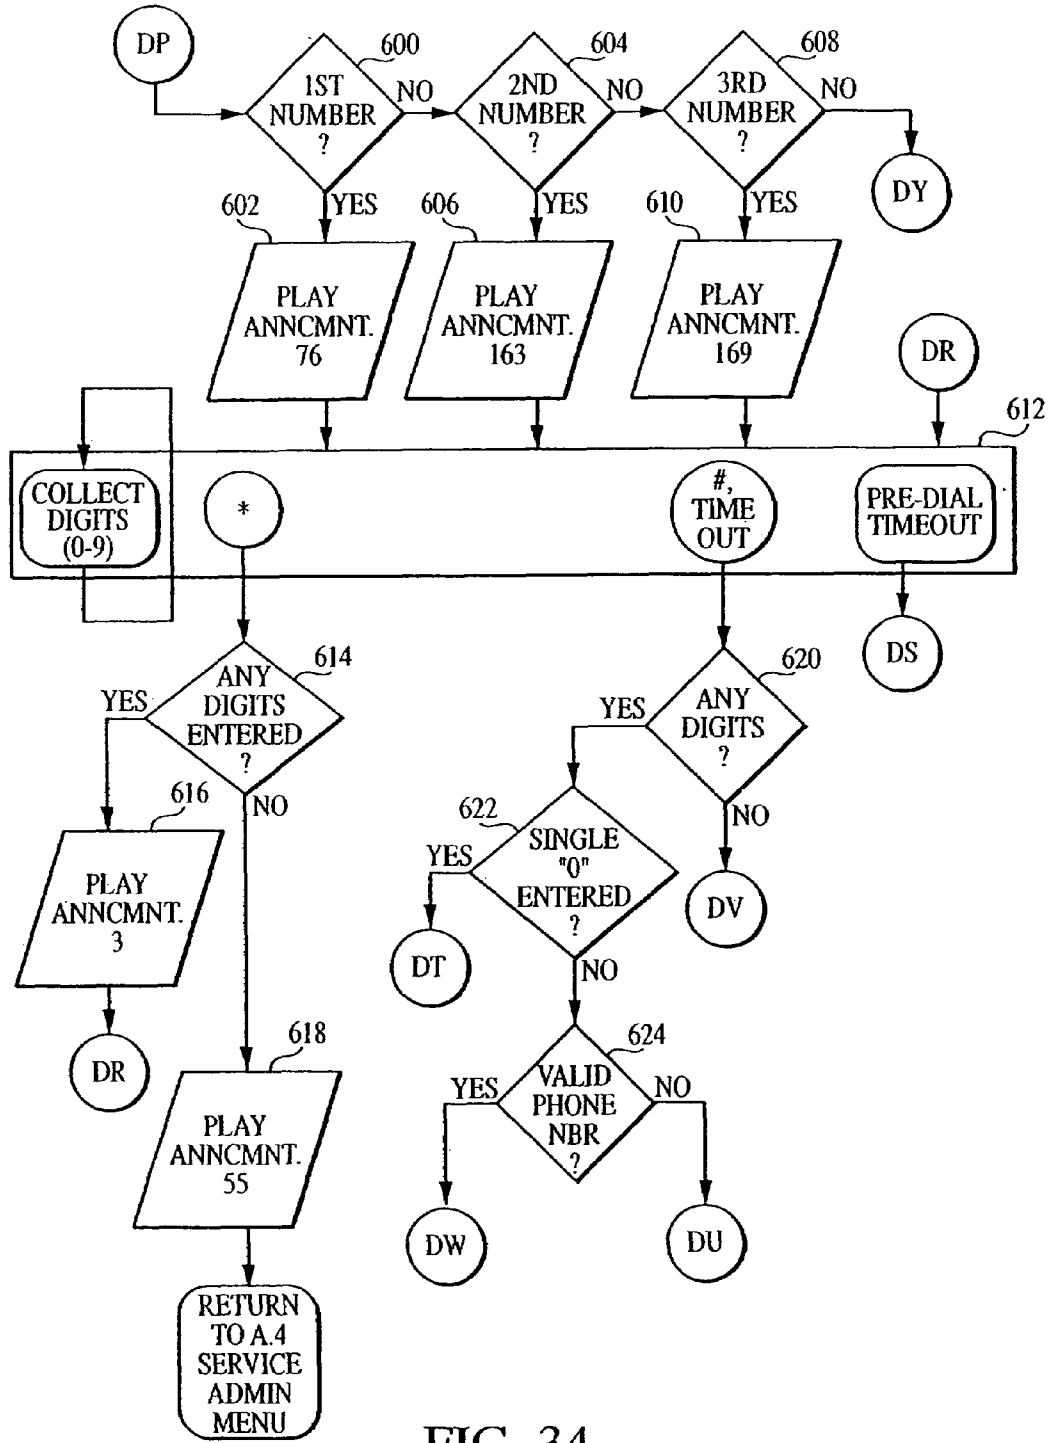 DP
600
1ST
NUMBER
?
NO
604
2ND
NUMBER
?
NO
608
3RD
NUMBER
?
NO
DY
YES
YES
YES
602
PLAY
ANNCMNT.
76
606
PLAY
ANNCMNT.
163
610
PLAY
ANNCMNT.
169
DR
612
COLLECT
DIGITS
(0-9)
*
#,
TIME
OUT
PRE-DIAL
TIMEOUT
DS
614
ANY
DIGITS
ENTERED
?
YES
NO
620
ANY
DIGITS
?
YES
NO
DV
616
PLAY
ANNCMNT.
3
DR
622
SINGLE
"0"
ENTERED
?
YES
DT
NO
618
PLAY
ANNCMNT.
55
624
VALID
PHONE
NBR
?
YES
NO
DW
DU
RETURN
TO A.4
SERVICE
ADMIN
MENU
FIG. 34